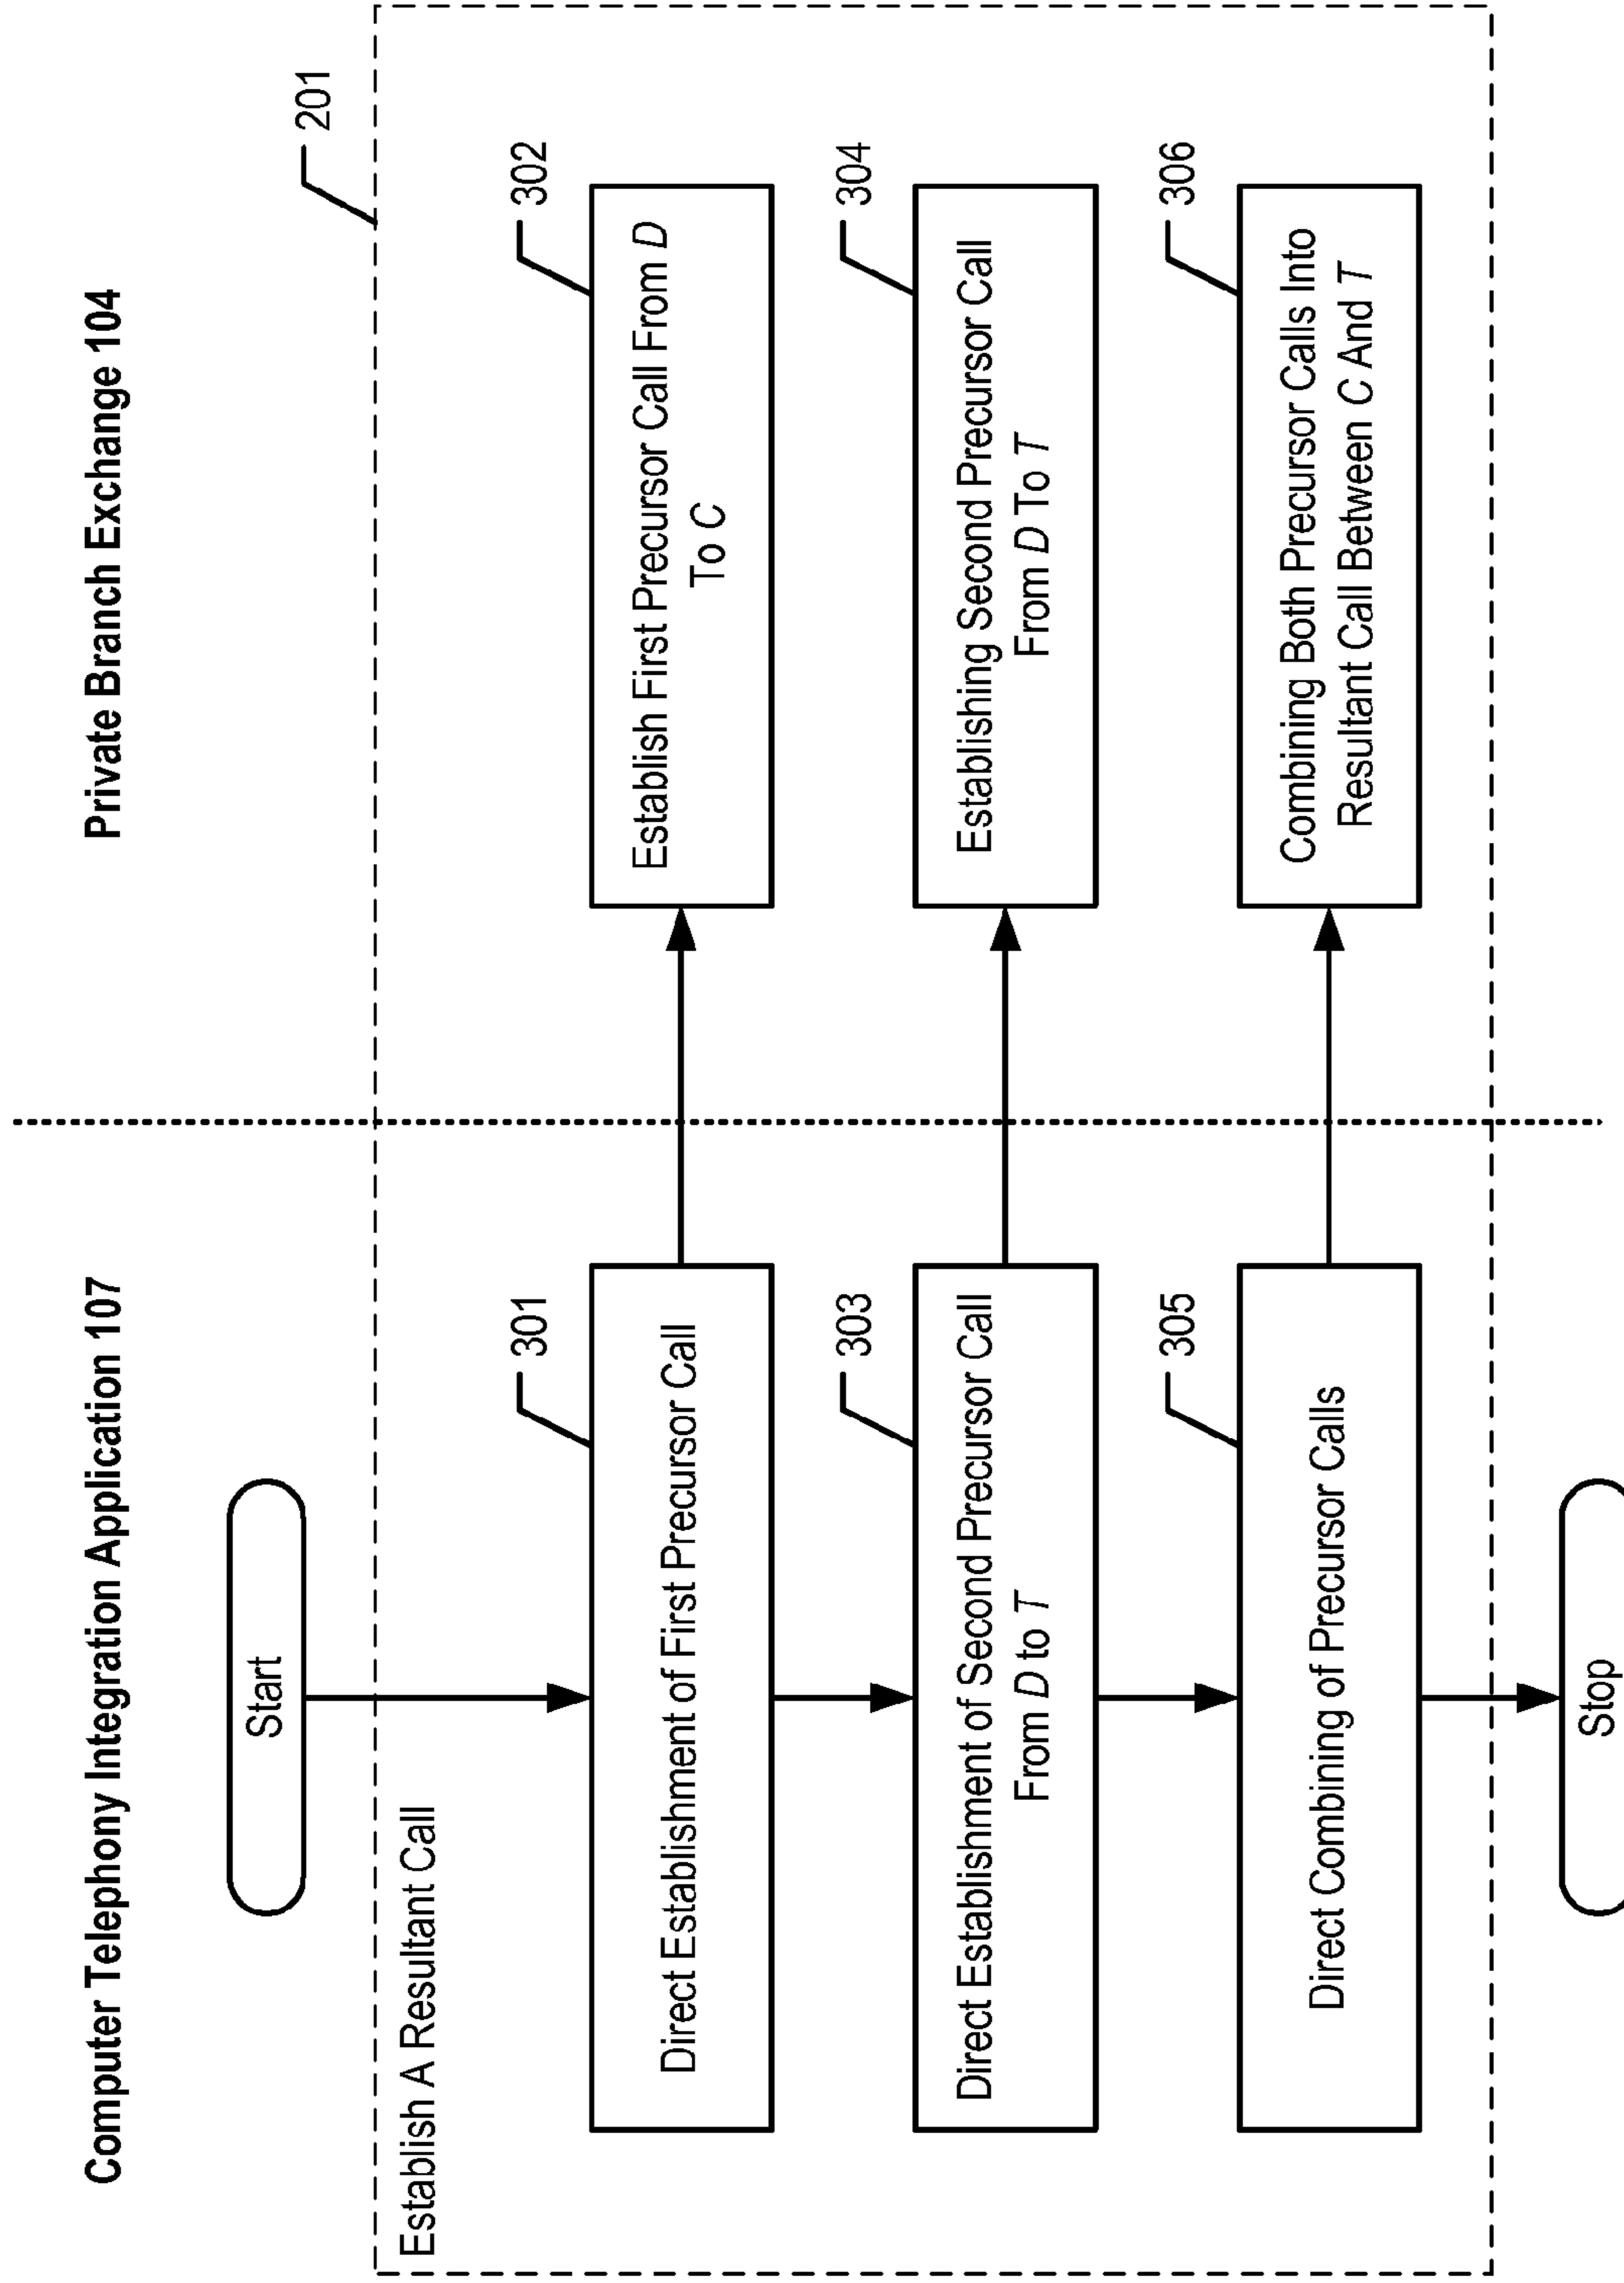 Computer Telephony Integration Application 107
Private Branch Exchange 104
Start
201
Establish A Resultant Call
301
Direct Establishment of First Precursor Call
302
Establish First Precursor Call From D
To C
303
Direct Establishment of Second Precursor Call
From D to T
304
Establishing Second Precursor Call
From D To T
305
Direct Combining of Precursor Calls
306
Combining Both Precursor Calls Into
Resultant Call Between C And T
Stop